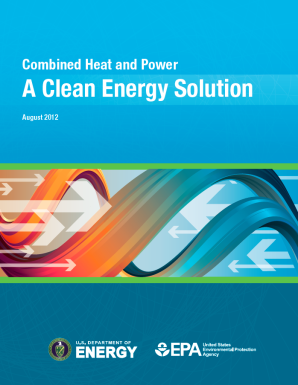 Combined Heat and Power
A Clean Energy Solution
August 2012
U.S. DEPARTMENT OF
ENERGY
EPA
United States
Environmental Protection
Agency